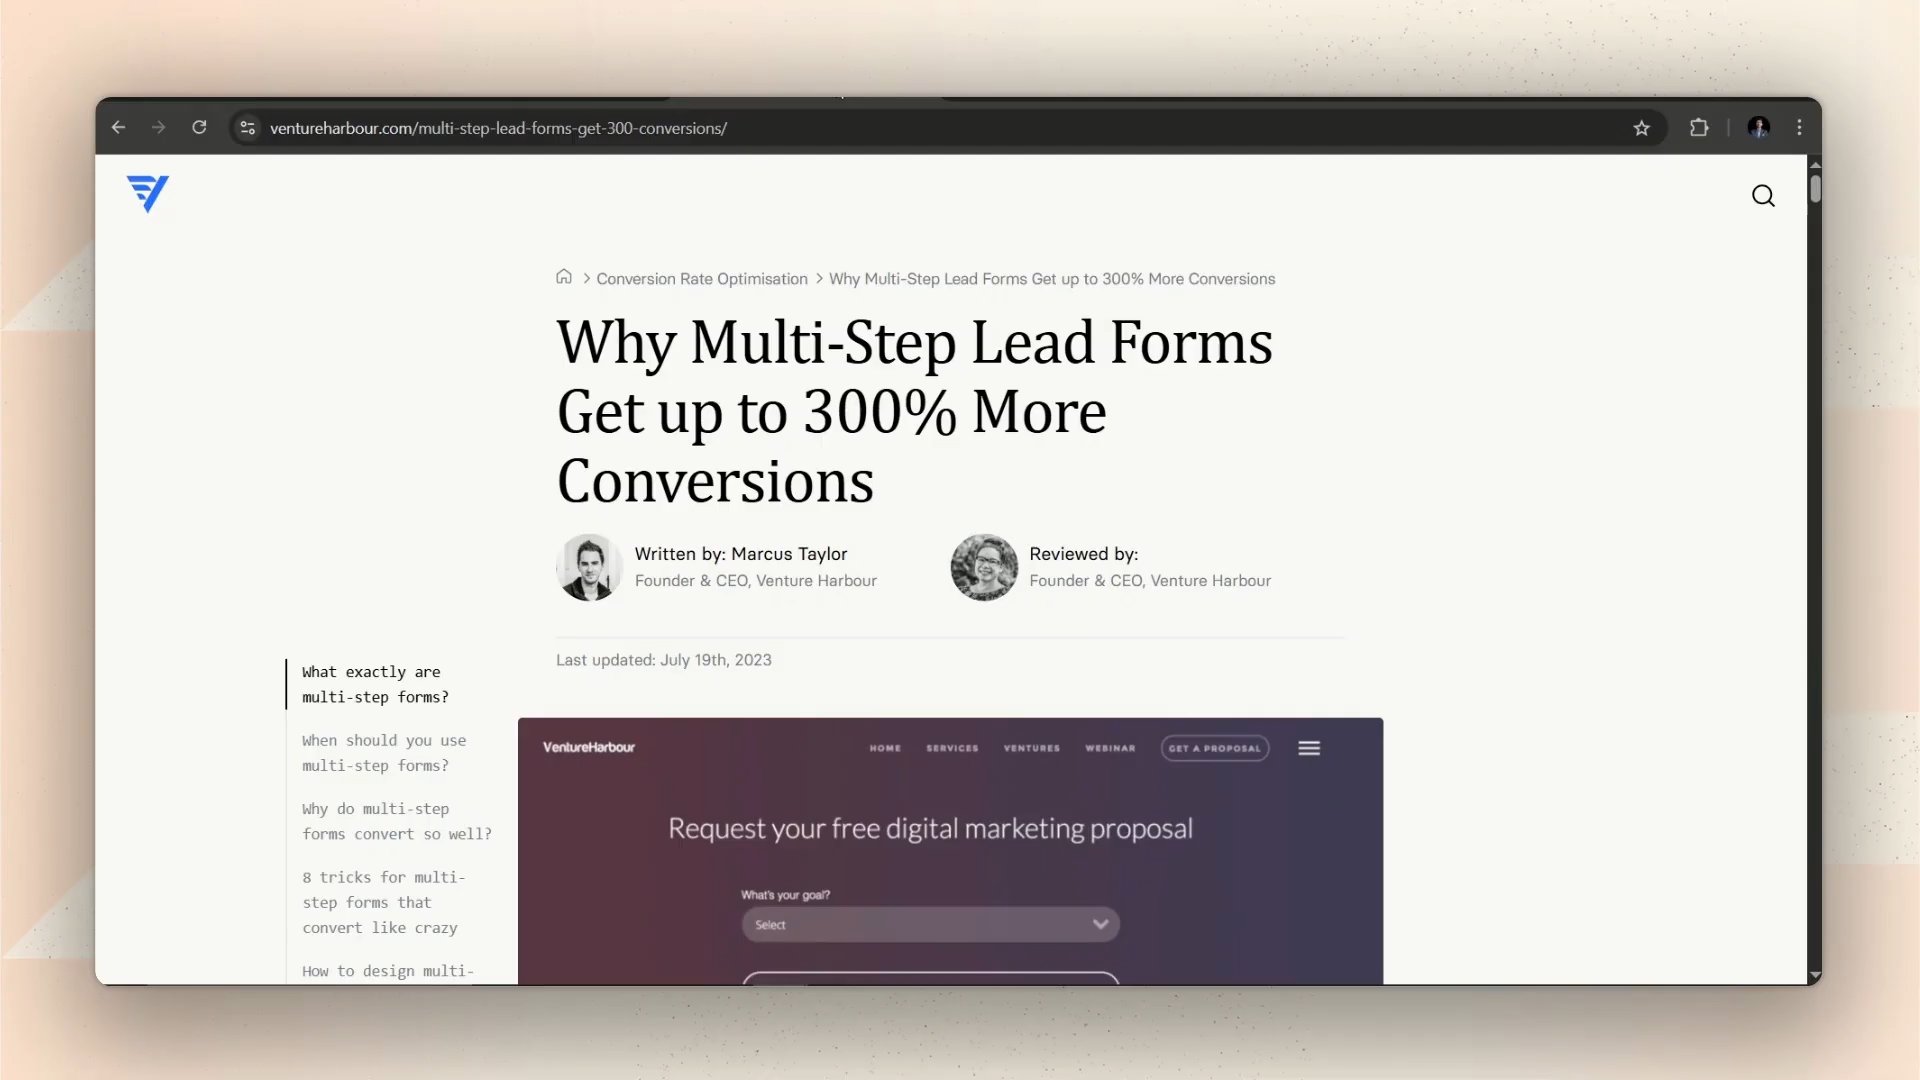 ventureharbour.com/multi-step-lead-forms-get-300-conversions/
Conversion Rate Optimisation
Why Multi-Step Lead Forms Get up to 300% More Conversions
Why Multi-Step Lead Forms
Get up to 300% More
Conversions
Written by: Marcus Taylor
Founder & CEO, Venture Harbour
Reviewed by:
Founder & CEO, Venture Harbour
Last updated: July 19th, 2023
What exactly are
multi-step forms?
When should you use
multi-step forms?
Why do multi-step
forms convert so well?
8 tricks for multi-
step forms that
convert like crazy
How to design multi-
VentureHarbour
HOME
SERVICES
VENTURES
WEBINAR
GET A PROPOSAL
Request your free digital marketing proposal
What's your goal?
Select